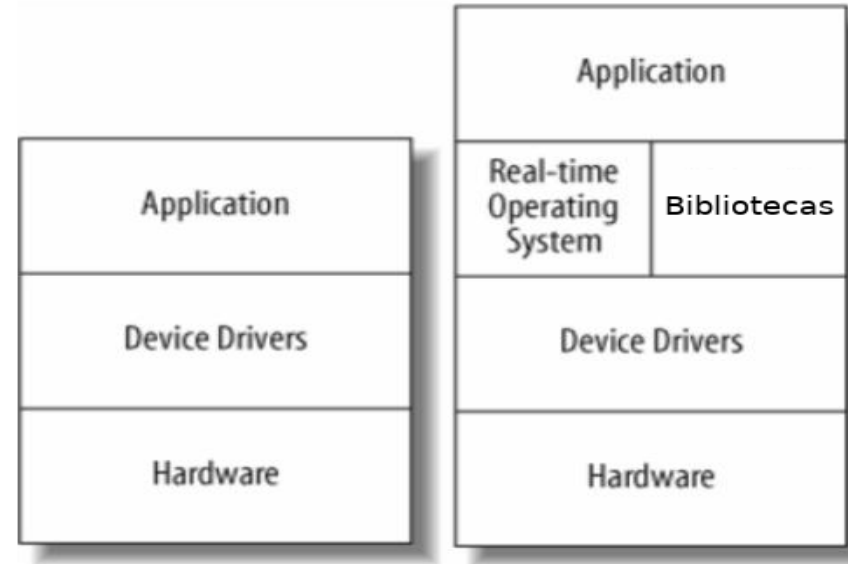 Application
Device Drivers
Hardware
Application
Real-time
Operating
System
Bibliotecas
Device Drivers
Hardware